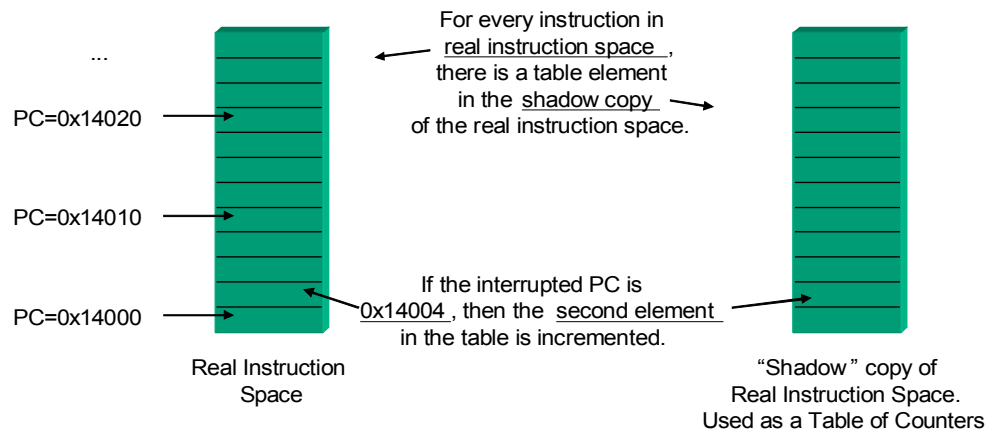 ...
PC=0x14020
PC=0x14010
PC=0x14000
For every instruction in
real instruction space ,
there is a table element
in the shadow copy
of the real instruction space.
If the interrupted PC is
0x14004 , then the second element
in the table is incremented.
Real Instruction
Space
“Shadow” copy of
Real Instruction Space.
Used as a Table of Counters